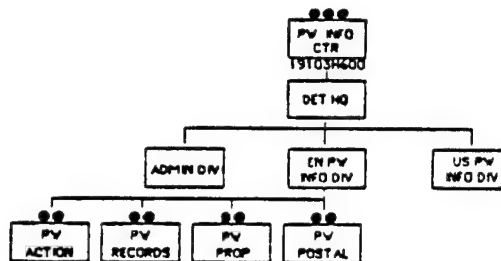 PW INFO
CTR
19103H600
DET HQ
ADMIN DIV
EN PW
INFO DIV
US PW
INFO DIV
PW
ACTION
PW
RECORDS
PW
PROP
PW
POSTAL